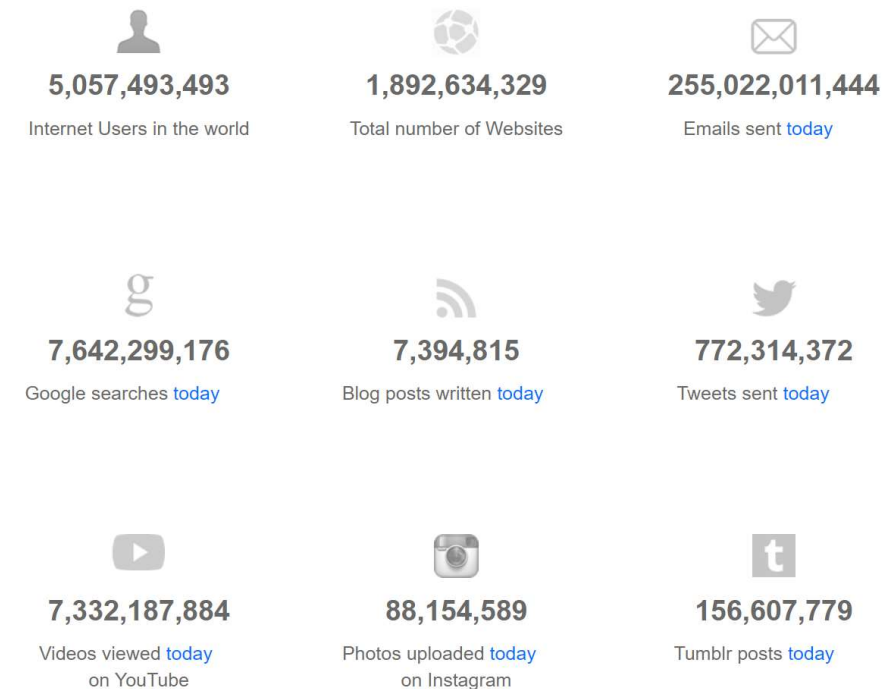 5,057,493,493
Internet Users in the world
1,892,634,329
Total number of Websites
255,022,011,444
Emails sent today
g
7,642,299,176
Google searches today
7,394,815
Blog posts written today
772,314,372
Tweets sent today
7,332,187,884
Videos viewed today
on YouTube
88,154,589
Photos uploaded today
on Instagram
t
156,607,779
Tumblr posts today